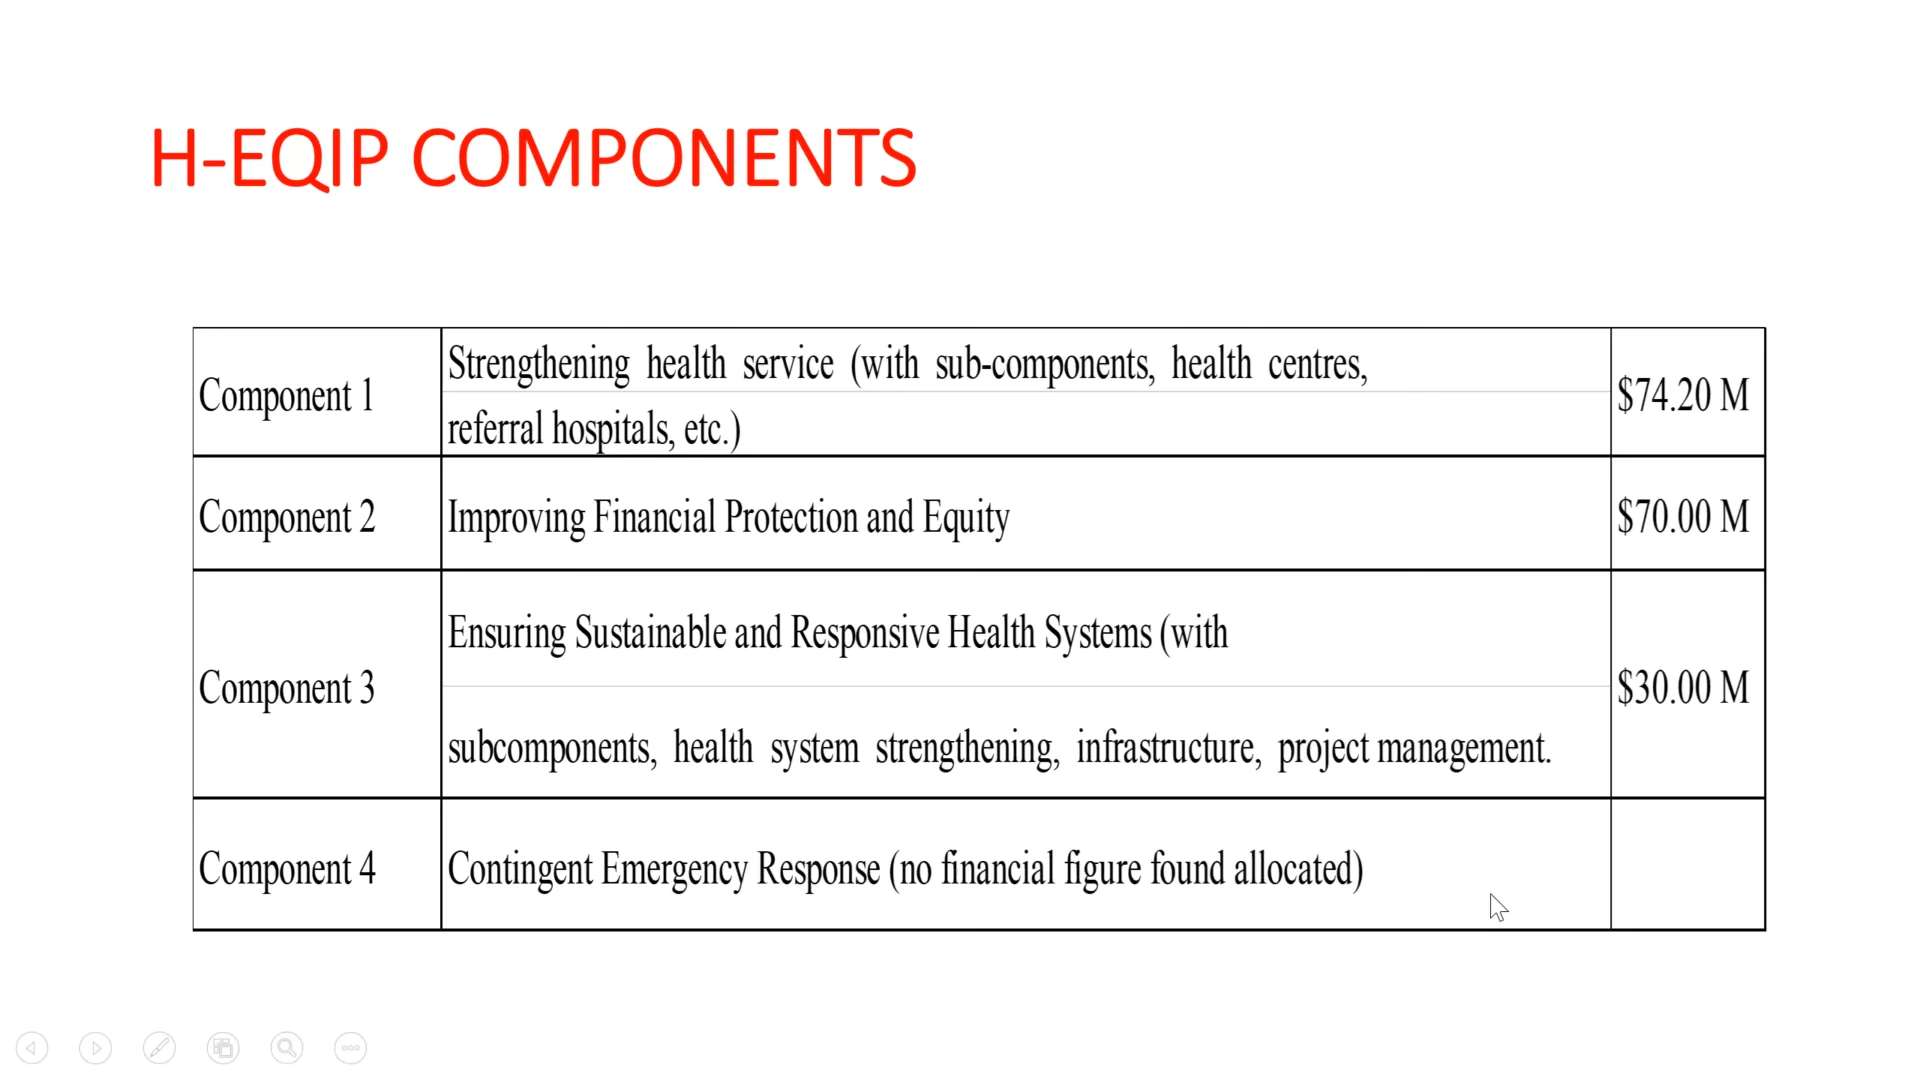 H-EQIP COMPONENTS
Component 1
Strengthening health service (with sub-components, health centres,
referral hospitals, etc.)
$74.20 M
Component 2
Improving Financial Protection and Equity
$70.00 M
Component 3
Ensuring Sustainable and Responsive Health Systems (with
subcomponents, health system strengthening, infrastructure, project management.
$30.00 M
Component 4
Contingent Emergency Response (no financial figure found allocated)